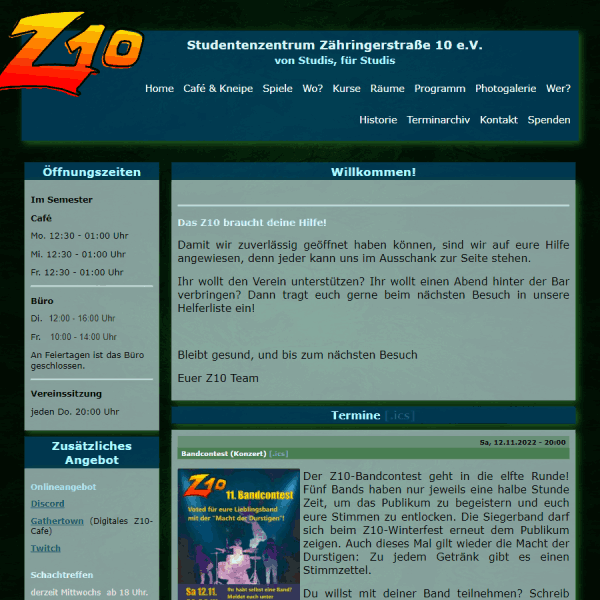 Z10
Studentenzentrum Zähringerstraße 10 e.V.
von Studis, für Studis
Home Café & Kneipe Spiele Wo? Kurse Räume Programm Photogalerie Wer?
Historie Terminarchiv Kontakt Spenden
Öffnungszeiten
Im Semester
Café
Mo. 12:30 - 01:00 Uhr
Mi. 12:30 - 01:00 Uhr
Fr. 12:30 - 01:00 Uhr
Büro
Di. 12:00 - 16:00 Uhr
Fr. 10:00 - 14:00 Uhr
An Feiertagen ist das Büro
geschlossen.
Vereinssitzung
jeden Do. 20:00 Uhr
Zusätzliches
Angebot
Onlineangebot
Discord
Gathertown (Digitales Z10-
Cafe)
Twitch
Schachtreffen
derzeit Mittwochs ab 18 Uhr.
Willkommen!
Das Z10 braucht deine Hilfe!
Damit wir zuverlässig geöffnet haben können, sind wir auf eure Hilfe
angewiesen, denn jeder kann uns im Ausschank zur Seite stehen.
Ihr wollt den Verein unterstützen? Ihr wollt einen Abend hinter der Bar
verbringen? Dann tragt euch gerne beim nächsten Besuch in unsere
Helferliste ein!
Bleibt gesund, und bis zum nächsten Besuch
Euer Z10 Team
Termine [.ics]
Sa, 12.11.2022 - 20:00
Bandcontest (Konzert) [.ics]
Z10
11. Bandcontest
Voted für eure Lieblingsband
mit der "Macht der Durstigen"!
Sa 12.11.
Ihr habt selbst eine Band?
Meldet euch unter
Der Z10-Bandcontest geht in die elfte Runde!
Fünf Bands haben nur jeweils eine halbe Stunde
Zeit, um das Publikum zu begeistern und euch
eure Stimmen zu entlocken. Die Siegerband darf
sich beim Z10-Winterfest erneut dem Publikum
zeigen. Auch dieses Mal gilt wieder die Macht der
Durstigen: Zu jedem Getränk gibt es einen
Stimmzettel.
Du willst mit deiner Band teilnehmen? Schreib